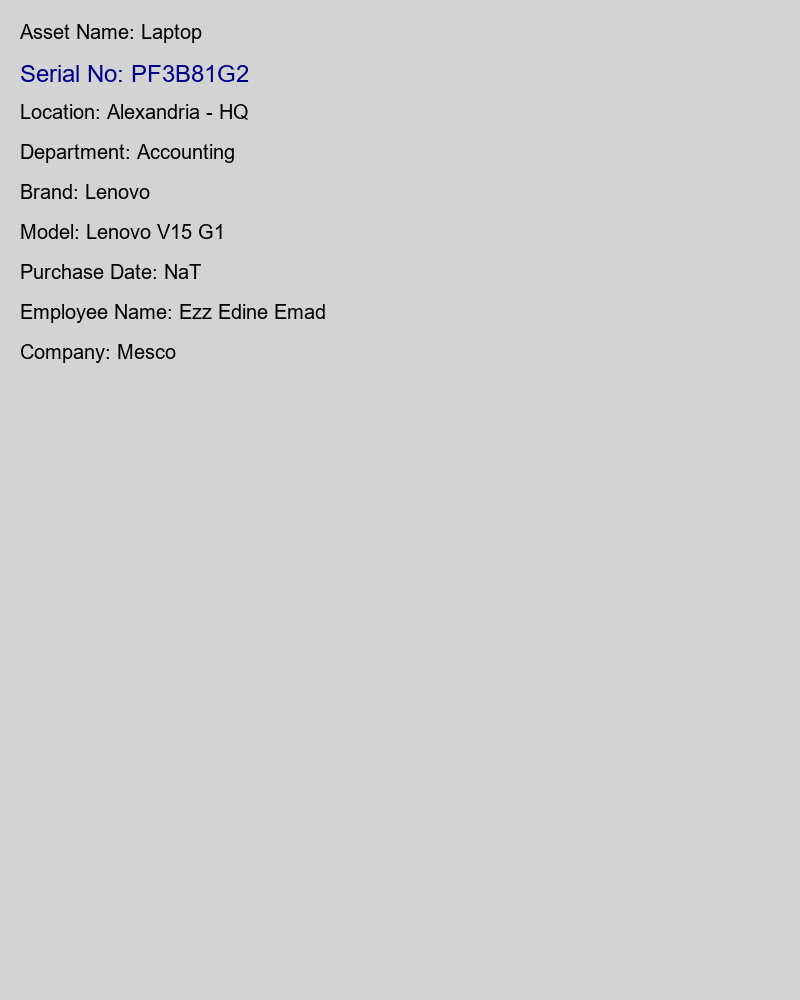 Asset Name: Laptop
Serial No: PF3B81G2
Location: Alexandria - HQ
Department: Accounting
Brand: Lenovo
Model: Lenovo V15 G1
Purchase Date: NaT
Employee Name: Ezz Edine Emad
Company: Mesco